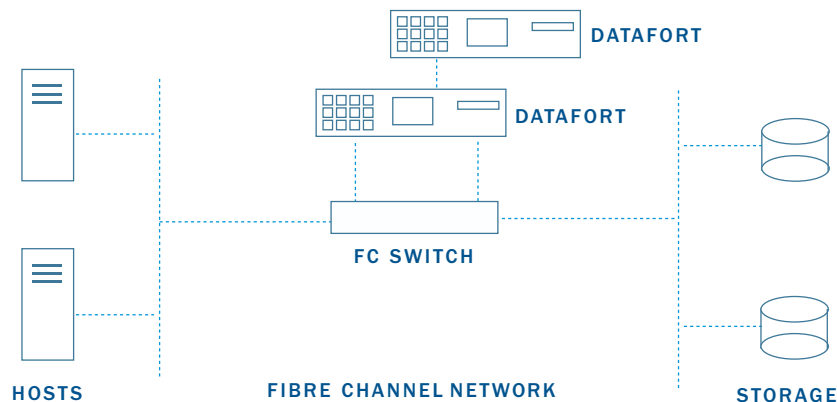 DATAFORT
DATAFORT
FC SWITCH
HOSTS
FIBRE CHANNEL NETWORK
STORAGE